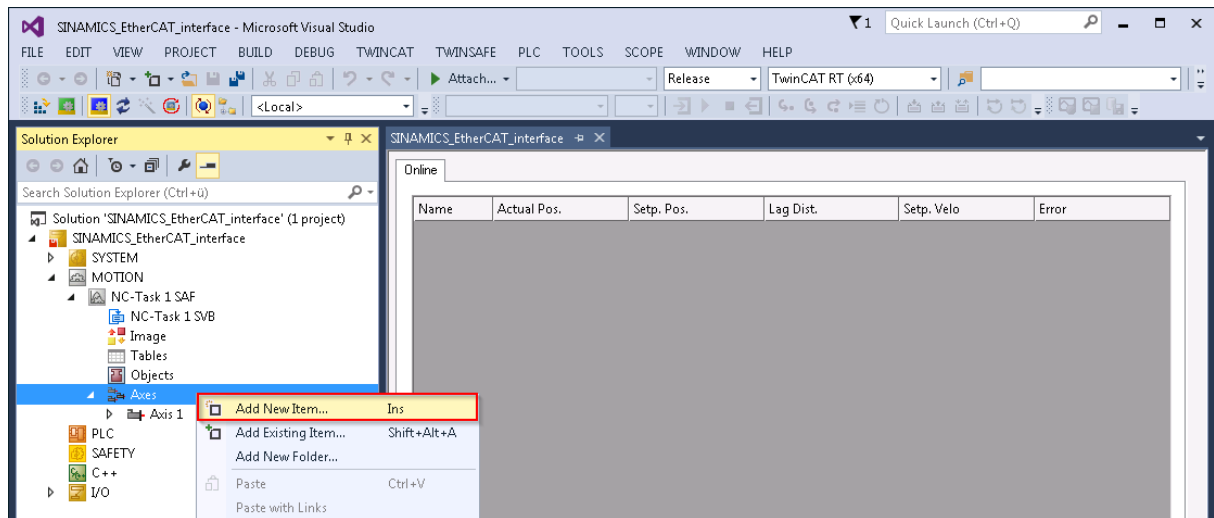 SINAMICS_EtherCAT_interface - Microsoft Visual Studio
1
Quick Launch (Ctrl+Q)
FILE EDIT VIEW PROJECT BUILD DEBUG TWINCAT TWINSAFE PLC TOOLS SCOPE WINDOW HELP
Attach... Release TwinCAT RT (x64)
<Local>
Solution Explorer
SINAMICS_EtherCAT_interface
Online
Search Solution Explorer (Ctrl+ü)
Name Actual Pos. Setp. Pos. Lag Dist. Setp. Velo Error
Solution 'SINAMICS_EtherCAT_interface' (1 project)
SINAMICS_EtherCAT_interface
SYSTEM
MOTION
NC-Task 1 SAF
NC-Task 1 SVB
Image
Tables
Objects
Axes
Axis 1
PLC
SAFETY
C++
I/O
Add New Item... Ins
Add Existing Item... Shift+Alt+A
Add New Folder...
Paste Ctrl+V
Paste with Links